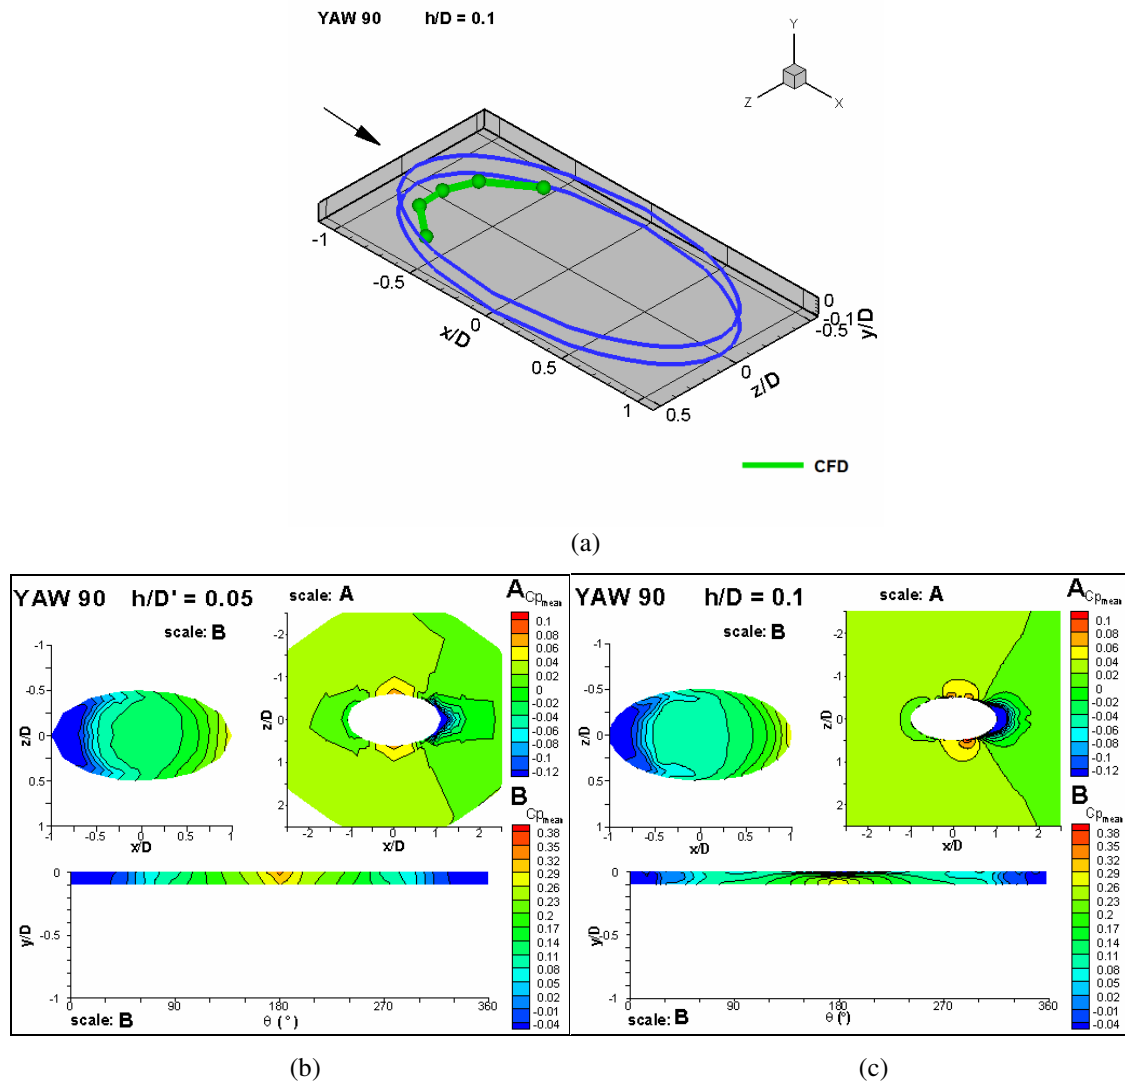 YAW 90 h/D = 0.1
Y
Z X
-1
-0.5
0
0.5
1
x/D
0.5
0
-0.5
z/D
0
-0.1
y/D
CFD
(a)
YAW 90 h/D' = 0.05
scale: A
A Cp mean
scale: B
0.1
0.08
0.06
0.04
0.02
0
-0.02
-0.04
-0.06
-0.08
-0.1
-0.12
-1
-0.5
0
0.5
1
z/D
-1 -0.5 0 0.5 1
x/D
-2
-1
0
1
2
z/D
-2 -1 0 1 2
x/D
B
Cp mean
0.38
0.35
0.32
0.29
0.26
0.23
0.2
0.17
0.14
0.11
0.08
0.05
0.02
-0.01
-0.04
0
-0.5
-1
y/D
0 90 180 270 360
θ (°)
scale: B
(b)
YAW 90 h/D = 0.1
scale: A
A Cp mean
scale: B
0.1
0.08
0.06
0.04
0.02
0
-0.02
-0.04
-0.06
-0.08
-0.1
-0.12
-1
-0.5
0
0.5
1
z/D
-1 -0.5 0 0.5 1
x/D
-2
-1
0
1
2
z/D
-2 -1 0 1 2
x/D
B
Cp mean
0.38
0.35
0.32
0.29
0.26
0.23
0.2
0.17
0.14
0.11
0.08
0.05
0.02
-0.01
-0.04
0
-0.5
-1
y/D
0 90 180 270 360
θ (°)
scale: B
(c)